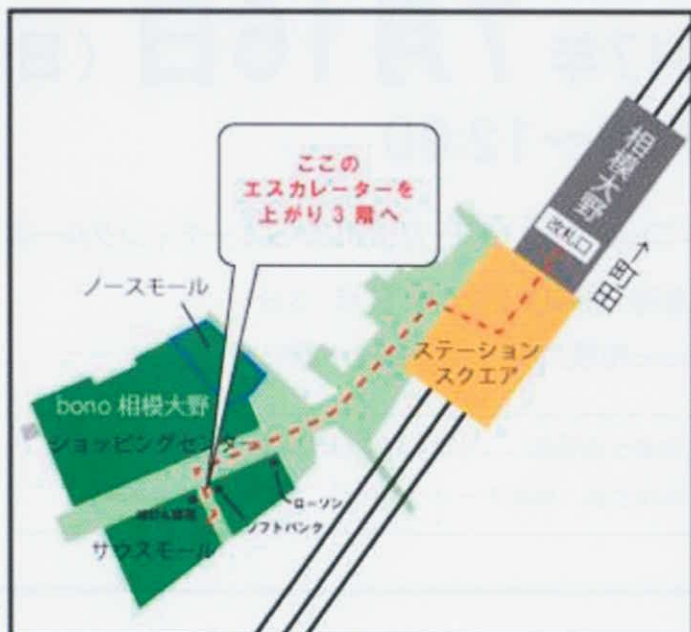 ここの
エスカレーターを
上がり3階へ
相模大野
改札口
↑町田
ステーション
スクエア
ノースモール
bono 相模大野
ショッピングセンター
ローソン
ソフトバンク
サウスモール